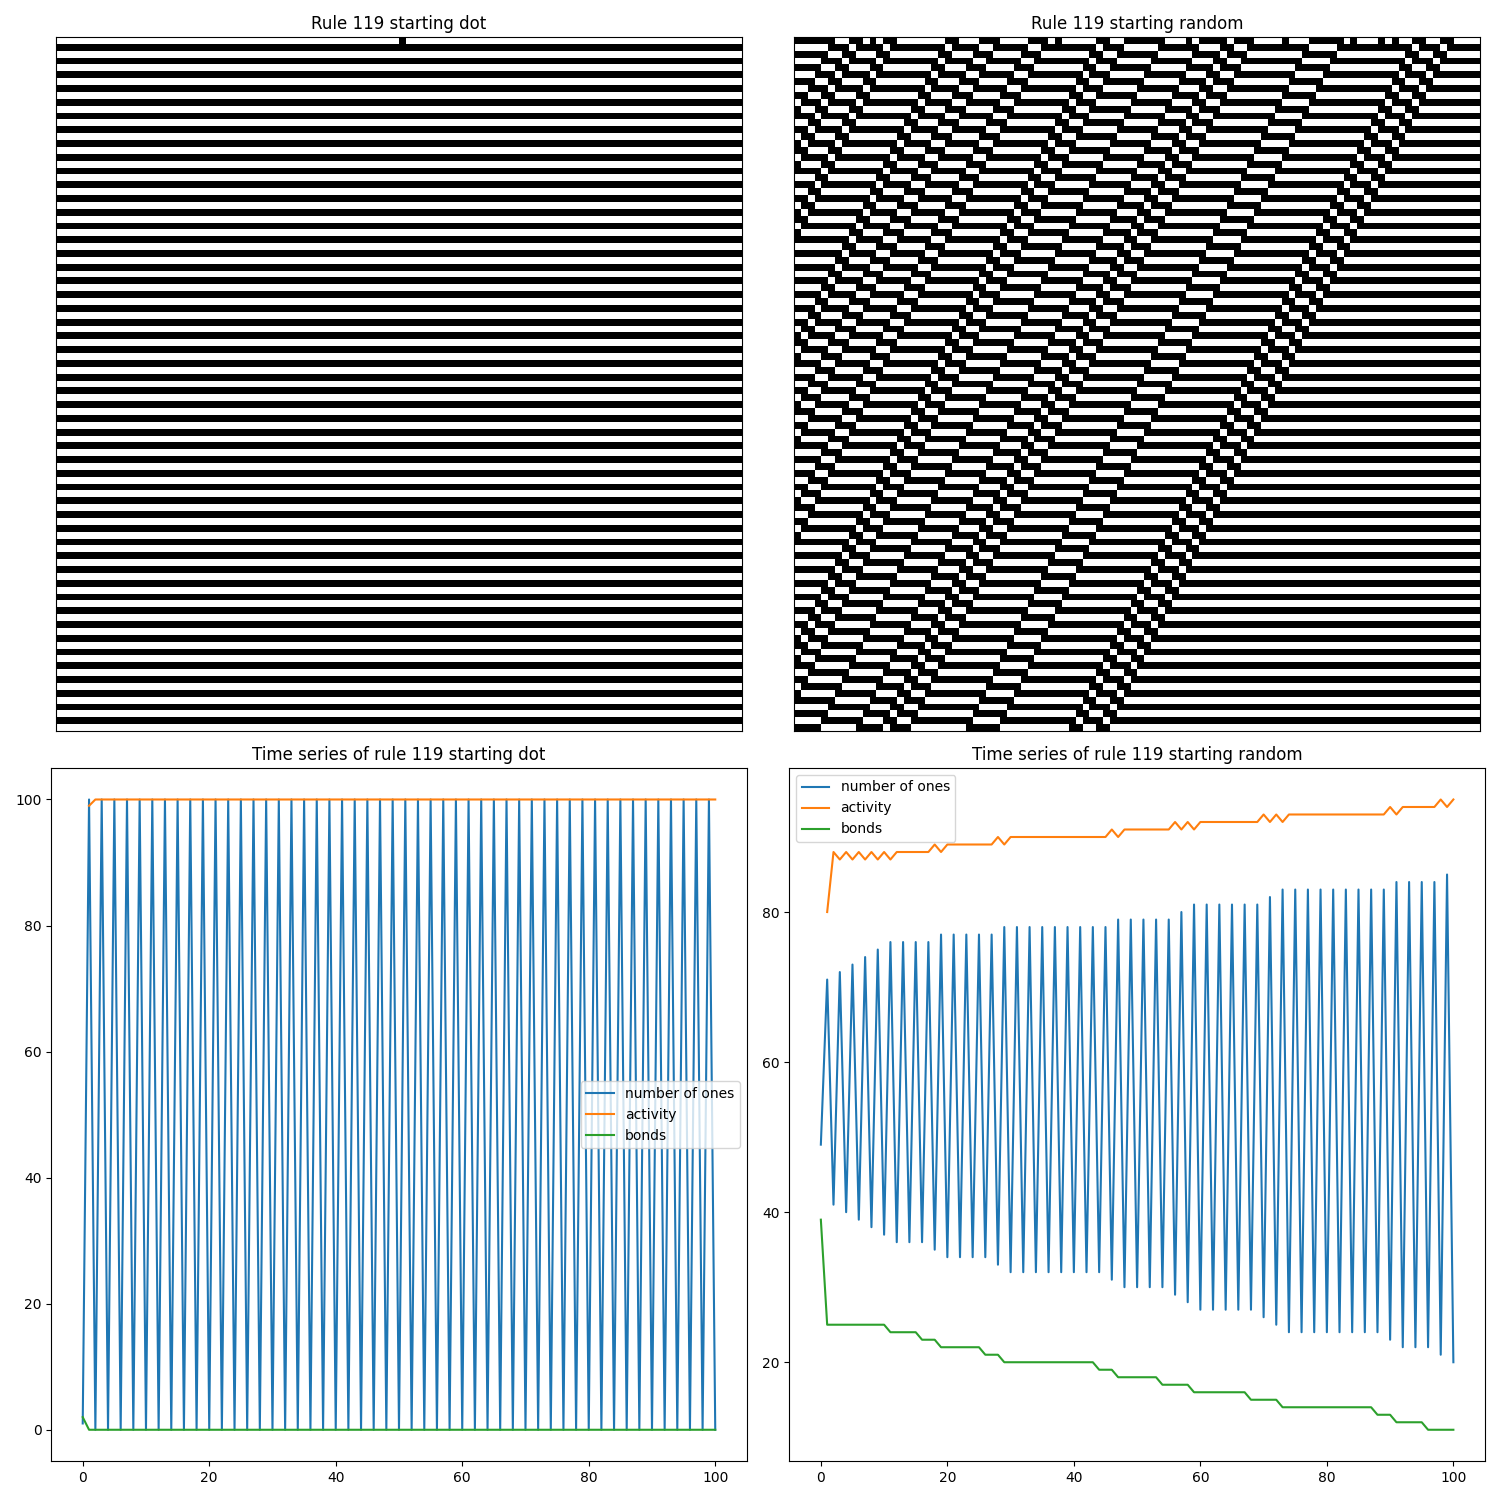 Rule 119 starting dot
Rule 119 starting random
Time series of rule 119 starting dot
100
80
60
40
20
0
0 20 40 60 80 100
number of ones
activity
bonds
Time series of rule 119 starting random
number of ones
activity
bonds
80
60
40
20
0 20 40 60 80 100